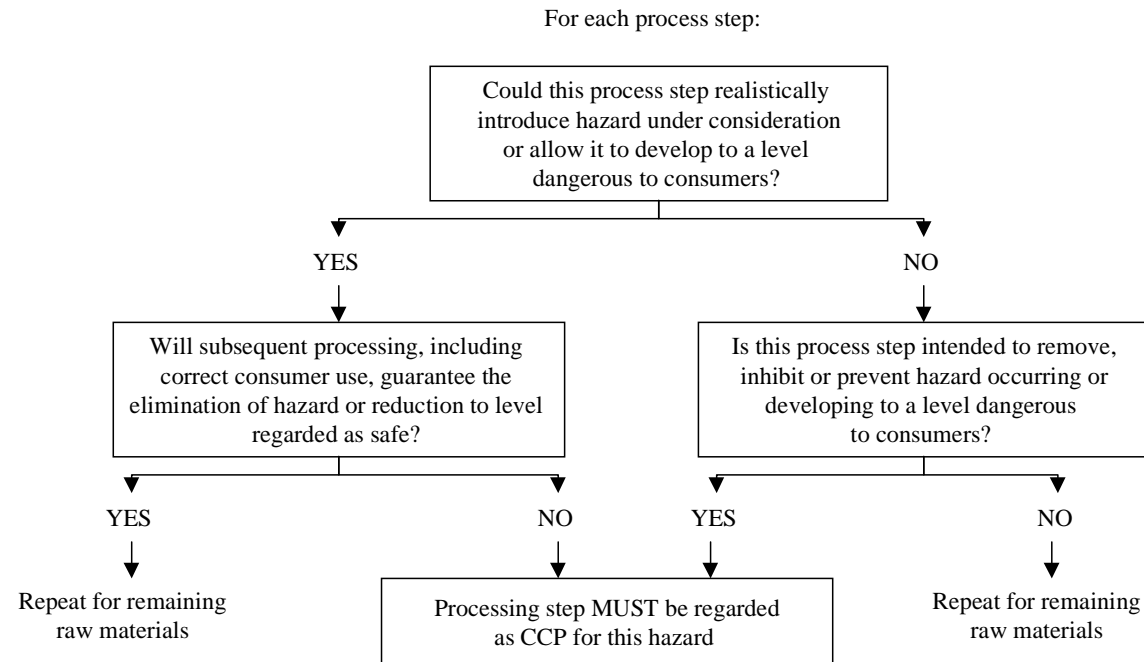 For each process step:
Could this process step realistically
introduce hazard under consideration
or allow it to develop to a level
dangerous to consumers?
YES
NO
Will subsequent processing, including
correct consumer use, guarantee the
elimination of hazard or reduction to level
regarded as safe?
Is this process step intended to remove,
inhibit or prevent hazard occurring or
developing to a level dangerous
to consumers?
YES
NO
YES
NO
Repeat for remaining
raw materials
Processing step MUST be regarded
as CCP for this hazard
Repeat for remaining
raw materials